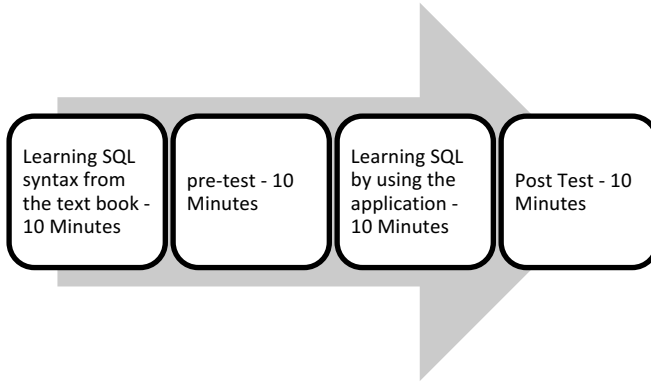 Learning SQL
syntax from
the text book -
10 Minutes
pre-test - 10
Minutes
Learning SQL
by using the
application -
10 Minutes
Post Test - 10
Minutes